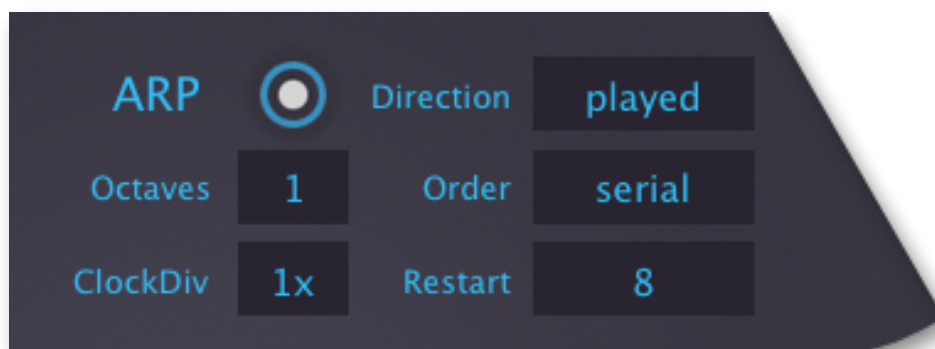 ARP Direction played
Octaves 1 Order serial
ClockDiv 1x Restart 8